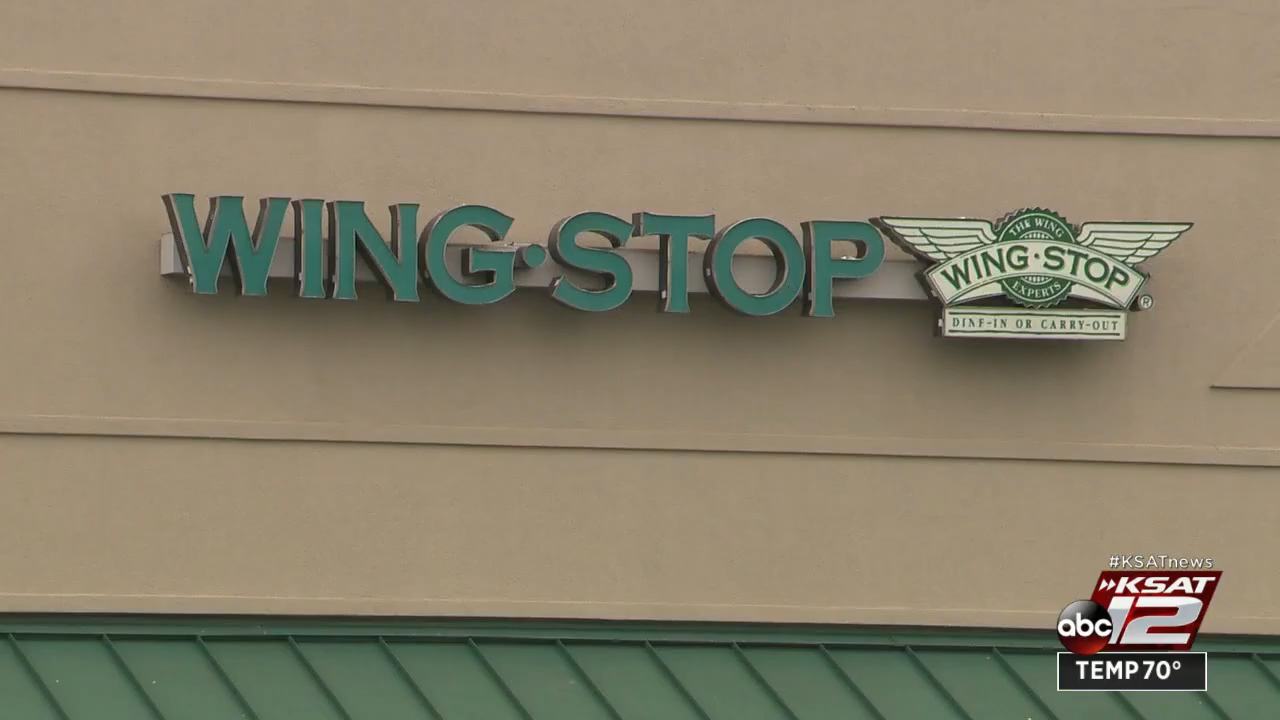 WING·STOP
THE WING
WING·STOP
EXPERTS
®
DINE-IN OR CARRY-OUT
#KSATnews
KSAT
abc 12
TEMP 70°